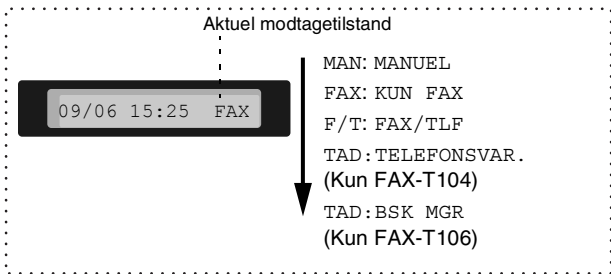 Aktuel modtagetilstand
09/06 15:25 FAX
MAN: MANUEL
FAX: KUN FAX
F/T: FAX/TLF
TAD:TELEFONSVAR.
(Kun FAX-T104)
TAD:BSK MGR
(Kun FAX-T106)